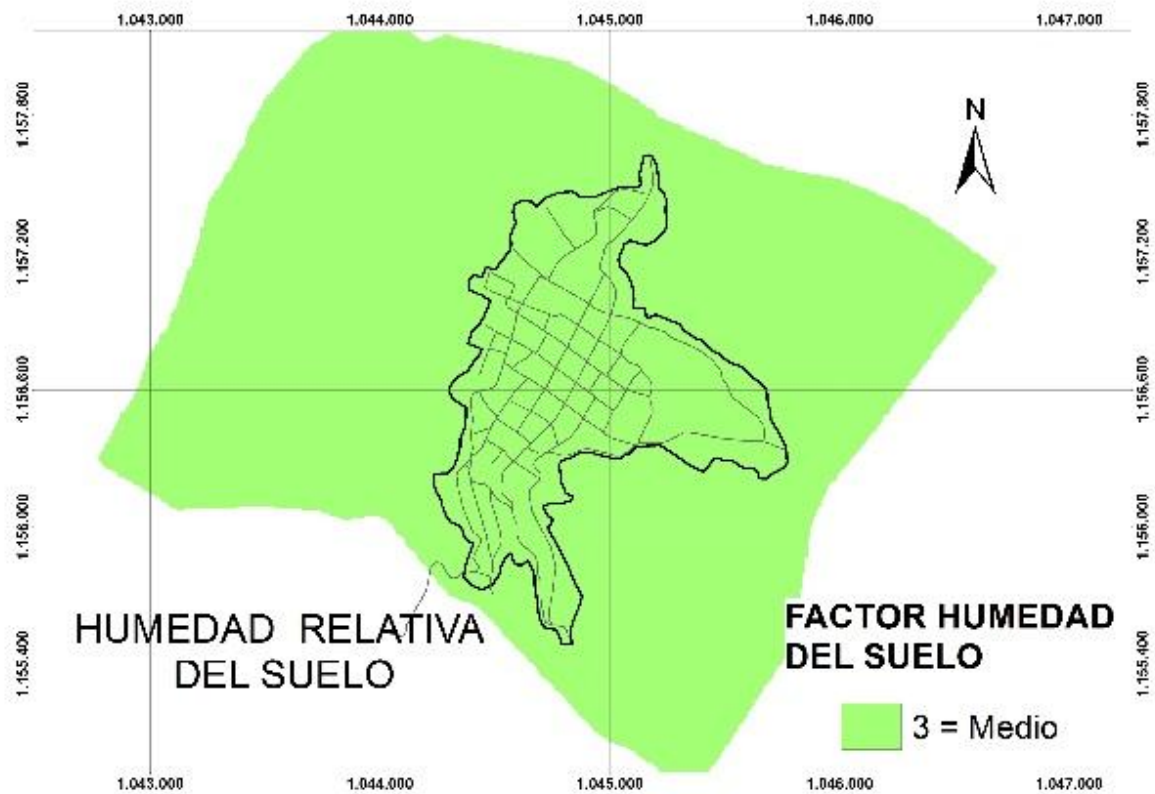 1.043.000 1.044.000 1.045.000 1.046.000 1.047.000
1.157.800 1.157.800
N
1.157.200 1.157.200
1.156.600 1.156.600
1.156.000 1.156.000
HUMEDAD RELATIVA
DEL SUELO
FACTOR HUMEDAD
DEL SUELO
1.155.400 1.155.400
3 = Medio
1.043.000 1.044.000 1.045.000 1.046.000 1.047.000